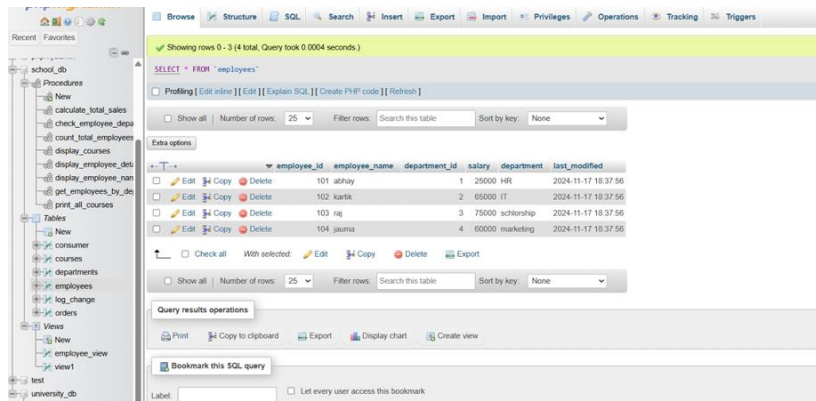 Recent Favorites
school_db
Procedures
New
calculate_total_sales
check_employee_depa
count_total_employees
display_courses
display_employee_deta
display_employee_nan
get_employees_by_de
print_all_courses
Tables
New
consumer
courses
departments
employees
log_change
orders
Views
New
employee_view
view1
test
university_db
Browse Structure SQL Search Insert Export Import Privileges Operations Tracking Triggers
Showing rows 0 - 3 (4 total, Query took 0.0004 seconds.)
SELECT * FROM `employees`
Profiling [ Edit inline ] [ Edit ] [ Explain SQL ] [ Create PHP code ] [ Refresh ]
Show all | Number of rows: 25 Filter rows: Search this table Sort by key: None
Extra options
employee_id employee_name department_id salary department last_modified
Edit Copy Delete 101 abhay 1 25000 HR 2024-11-17 18:37:56
Edit Copy Delete 102 kartik 2 65000 IT 2024-11-17 18:37:56
Edit Copy Delete 103 raj 3 75000 schlorship 2024-11-17 18:37:56
Edit Copy Delete 104 jauma 4 60000 marketing 2024-11-17 18:37:56
Check all With selected: Edit Copy Delete Export
Show all | Number of rows: 25 Filter rows: Search this table Sort by key: None
Query results operations
Print Copy to clipboard Export Display chart Create view
Bookmark this SQL query
Label: Let every user access this bookmark